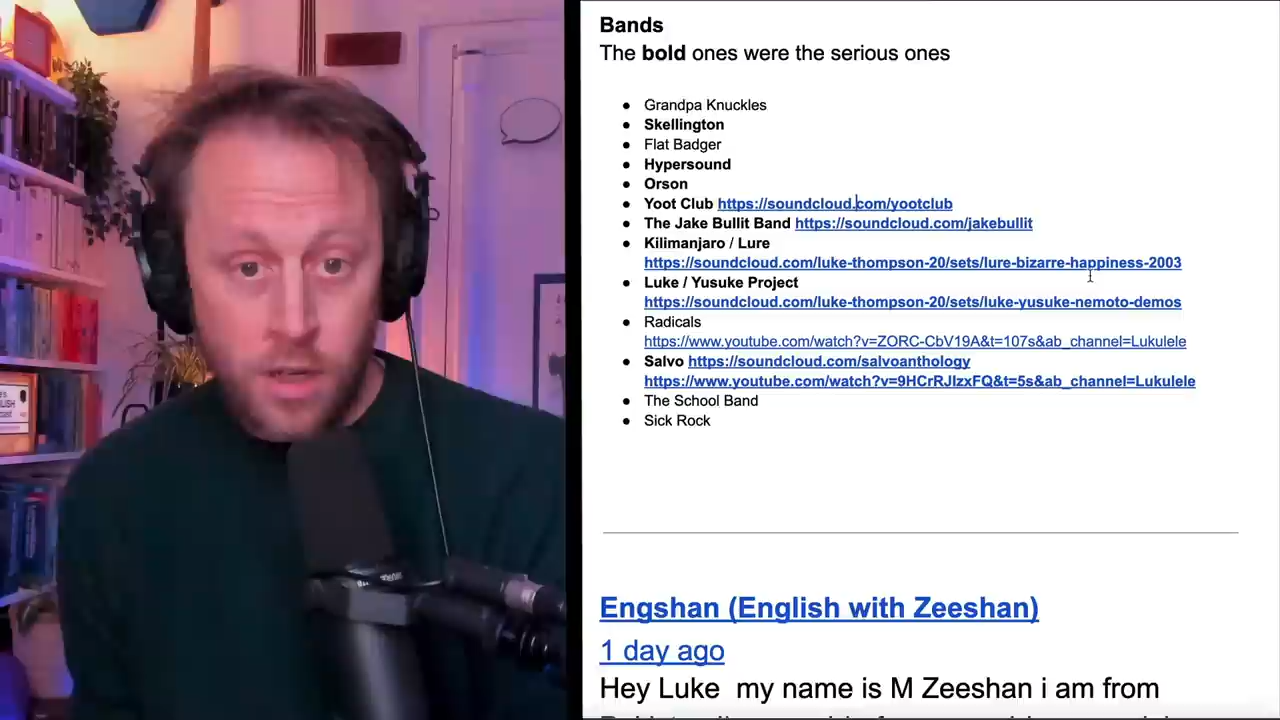 Bands
The bold ones were the serious ones
Grandpa Knuckles
Skellington
Flat Badger
Hypersound
Orson
Yoot Club https://soundcloud.com/yootclub
The Jake Bullit Band https://soundcloud.com/jakebullit
Kilimanjaro / Lure
https://soundcloud.com/luke-thompson-20/sets/lure-bizarre-happiness-2003
Luke / Yusuke Project
https://soundcloud.com/luke-thompson-20/sets/luke-yusuke-nemoto-demos
Radicals
https://www.youtube.com/watch?v=ZORC-CbV19A&t=107s&ab_channel=Lukulele
Salvo https://soundcloud.com/salvoanthology
https://www.youtube.com/watch?v=9HCrRJlzxFQ&t=5s&ab_channel=Lukulele
The School Band
Sick Rock
Engshan (English with Zeeshan)
1 day ago
Hey Luke my name is M Zeeshan i am from